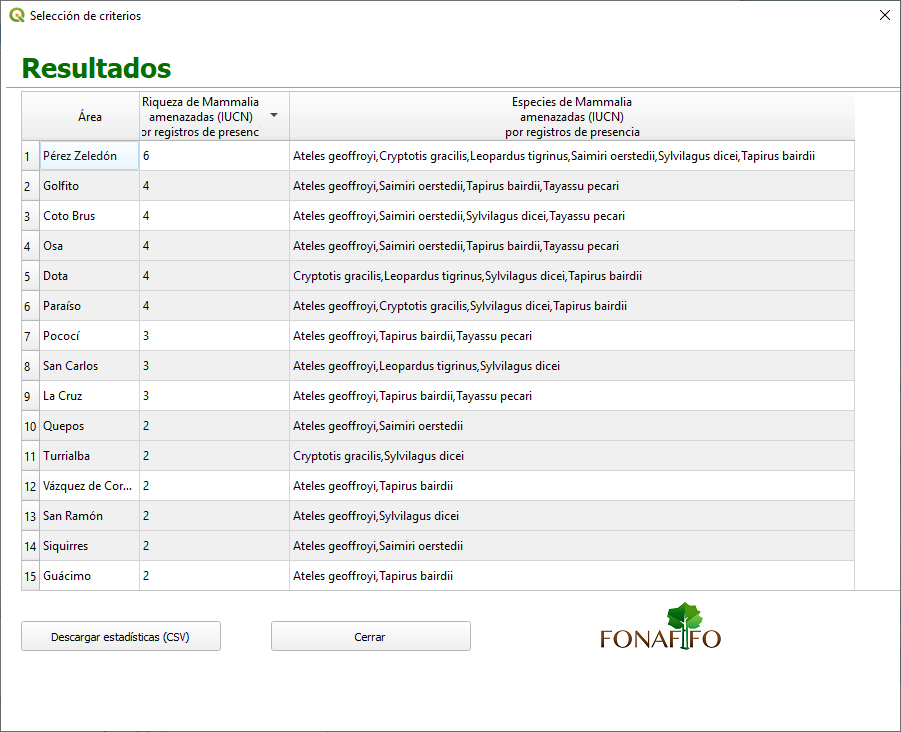 Selección de criterios
Resultados
Área
Riqueza de Mammalia
amenazadas (IUCN)
or registros de presenc
Especies de Mammalia
amenazadas (IUCN)
por registros de presencia
1 Pérez Zeledón 6 Ateles geoffroyi,Cryptotis gracilis,Leopardus tigrinus,Saimiri oerstedii,Sylvilagus dicei,Tapirus bairdii
2 Golfito 4 Ateles geoffroyi,Saimiri oerstedii,Tapirus bairdii,Tayassu pecari
3 Coto Brus 4 Ateles geoffroyi,Saimiri oerstedii,Sylvilagus dicei,Tayassu pecari
4 Osa 4 Ateles geoffroyi,Saimiri oerstedii,Tapirus bairdii,Tayassu pecari
5 Dota 4 Cryptotis gracilis,Leopardus tigrinus,Sylvilagus dicei,Tapirus bairdii
6 Paraíso 4 Ateles geoffroyi,Cryptotis gracilis,Sylvilagus dicei,Tapirus bairdii
7 Pococí 3 Ateles geoffroyi,Tapirus bairdii,Tayassu pecari
8 San Carlos 3 Ateles geoffroyi,Leopardus tigrinus,Sylvilagus dicei
9 La Cruz 3 Ateles geoffroyi,Tapirus bairdii,Tayassu pecari
10 Quepos 2 Ateles geoffroyi,Saimiri oerstedii
11 Turrialba 2 Cryptotis gracilis,Sylvilagus dicei
12 Vázquez de Cor... 2 Ateles geoffroyi,Tapirus bairdii
13 San Ramón 2 Ateles geoffroyi,Sylvilagus dicei
14 Siquirres 2 Ateles geoffroyi,Saimiri oerstedii
15 Guácimo 2 Ateles geoffroyi,Tapirus bairdii
Descargar estadísticas (CSV)
Cerrar
FONAFIFO